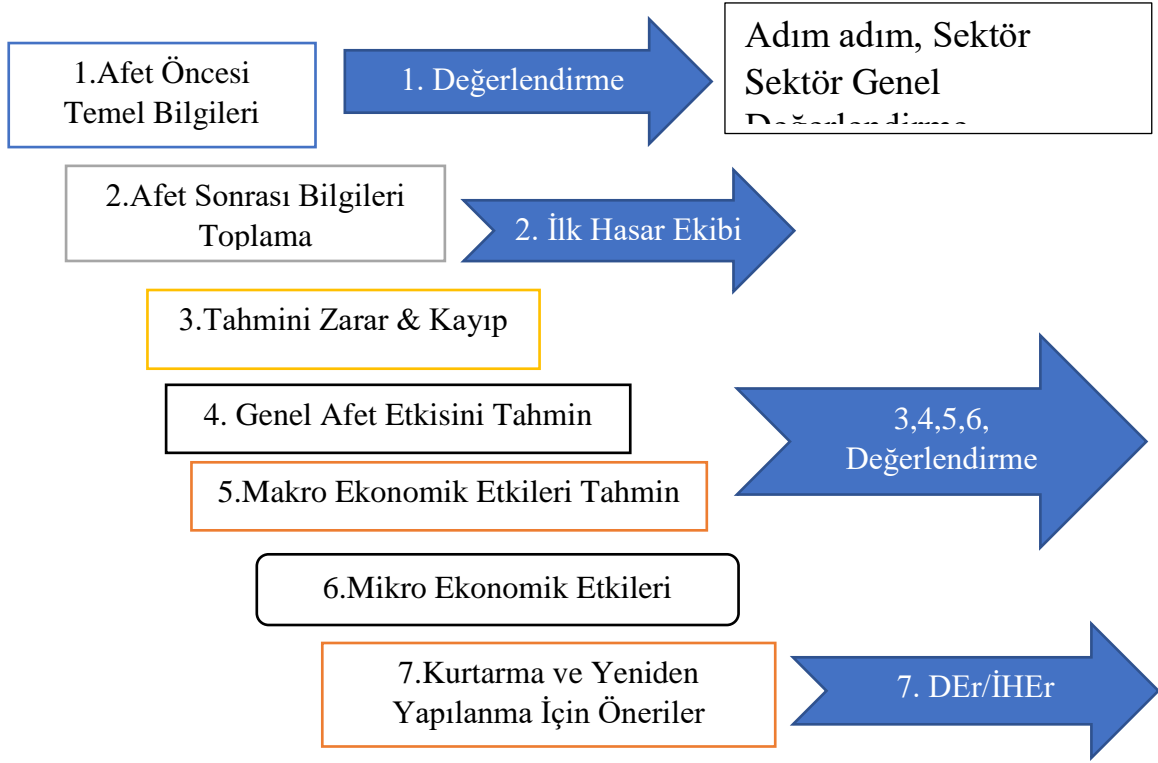 1.Afet Öncesi
Temel Bilgileri
1. Değerlendirme
Adım adım, Sektör
Sektör Genel
Değerlendirme
2.Afet Sonrası Bilgileri
Toplama
2. İlk Hasar Ekibi
3.Tahmini Zarar & Kayıp
4. Genel Afet Etkisini Tahmin
3,4,5,6,
Değerlendirme
5.Makro Ekonomik Etkileri Tahmin
6.Mikro Ekonomik Etkileri
7.Kurtarma ve Yeniden
Yapılanma İçin Öneriler
7. DEr/İHEr